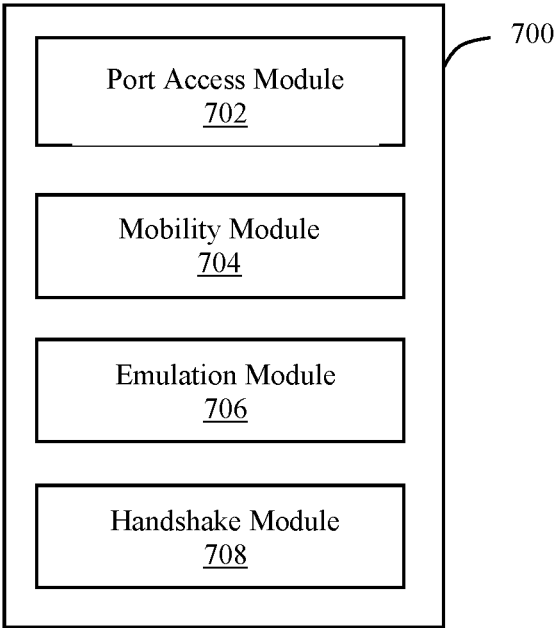 700
Port Access Module
702
Mobility Module
704
Emulation Module
706
Handshake Module
708